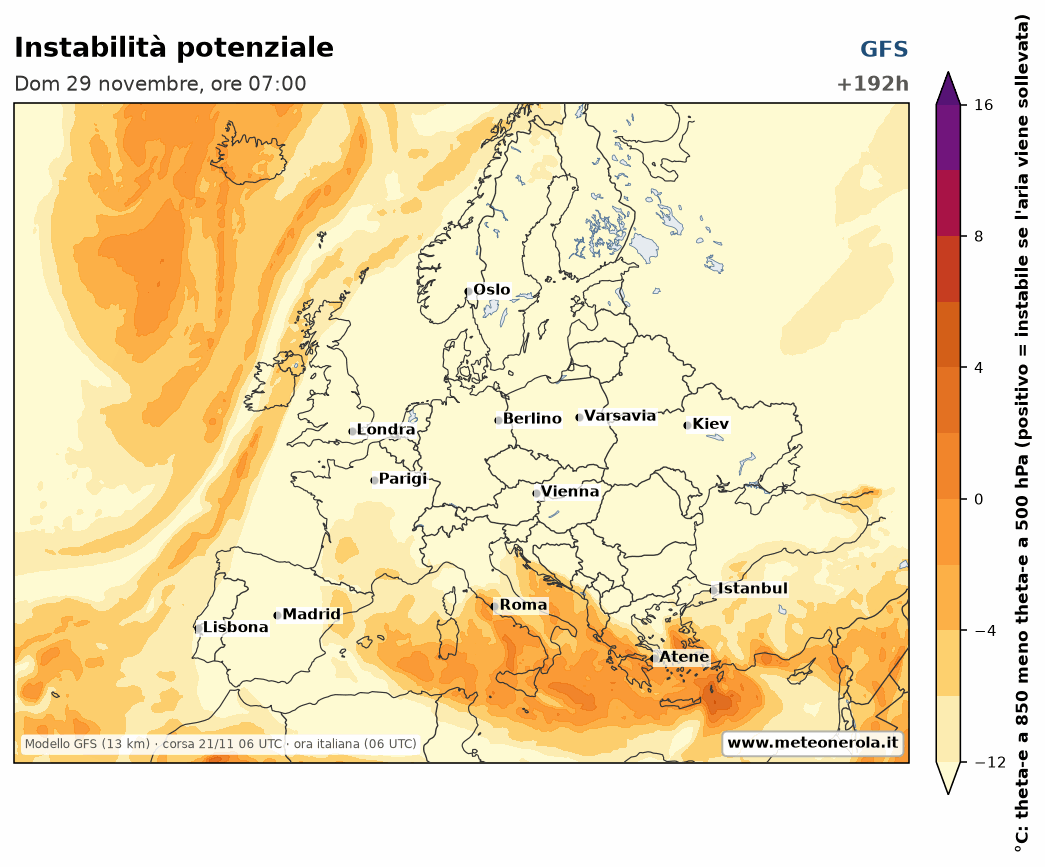 Instabilità potenziale
GFS
Dom 29 novembre, ore 07:00
+192h
16
8
4
0
−4
−12
°C: theta-e a 850 meno theta-e a 500 hPa (positivo = instabile se l'aria viene sollevata)
Oslo
Berlino
Varsavia
Kiev
Londra
Parigi
Vienna
Istanbul
Roma
Madrid
Lisbona
Atene
Modello GFS (13 km) · corsa 21/11 06 UTC · ora italiana (06 UTC)
www.meteonerola.it